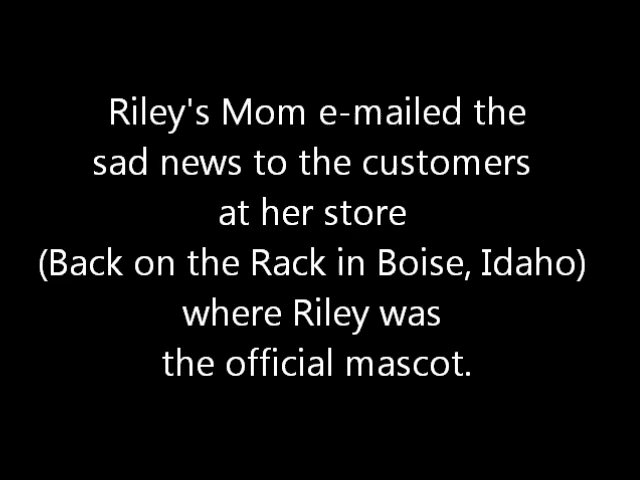 Riley's Mom e-mailed the
sad news to the customers
at her store
(Back on the Rack in Boise, Idaho)
where Riley was
the official mascot.